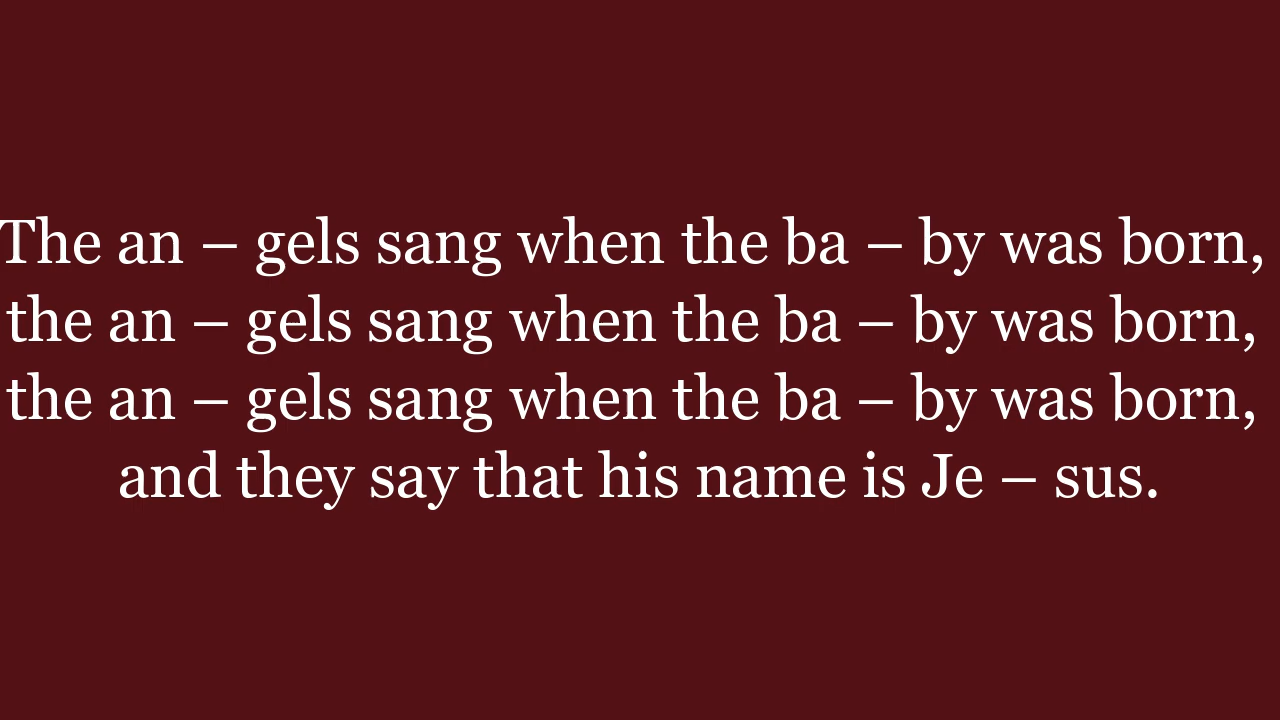 The an – gels sang when the ba – by was born,
the an – gels sang when the ba – by was born,
the an – gels sang when the ba – by was born,
and they say that his name is Je – sus.